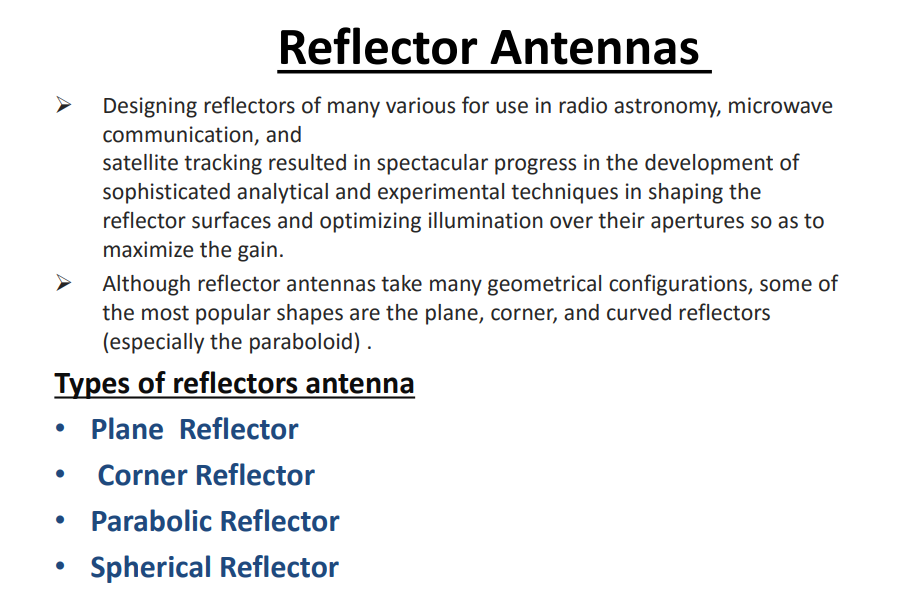 Reflector Antennas
➢ Designing reflectors of many various for use in radio astronomy, microwave
communication, and
satellite tracking resulted in spectacular progress in the development of
sophisticated analytical and experimental techniques in shaping the
reflector surfaces and optimizing illumination over their apertures so as to
maximize the gain.
➢ Although reflector antennas take many geometrical configurations, some of
the most popular shapes are the plane, corner, and curved reflectors
(especially the paraboloid) .
Types of reflectors antenna
• Plane  Reflector
• Corner Reflector
• Parabolic Reflector
• Spherical Reflector